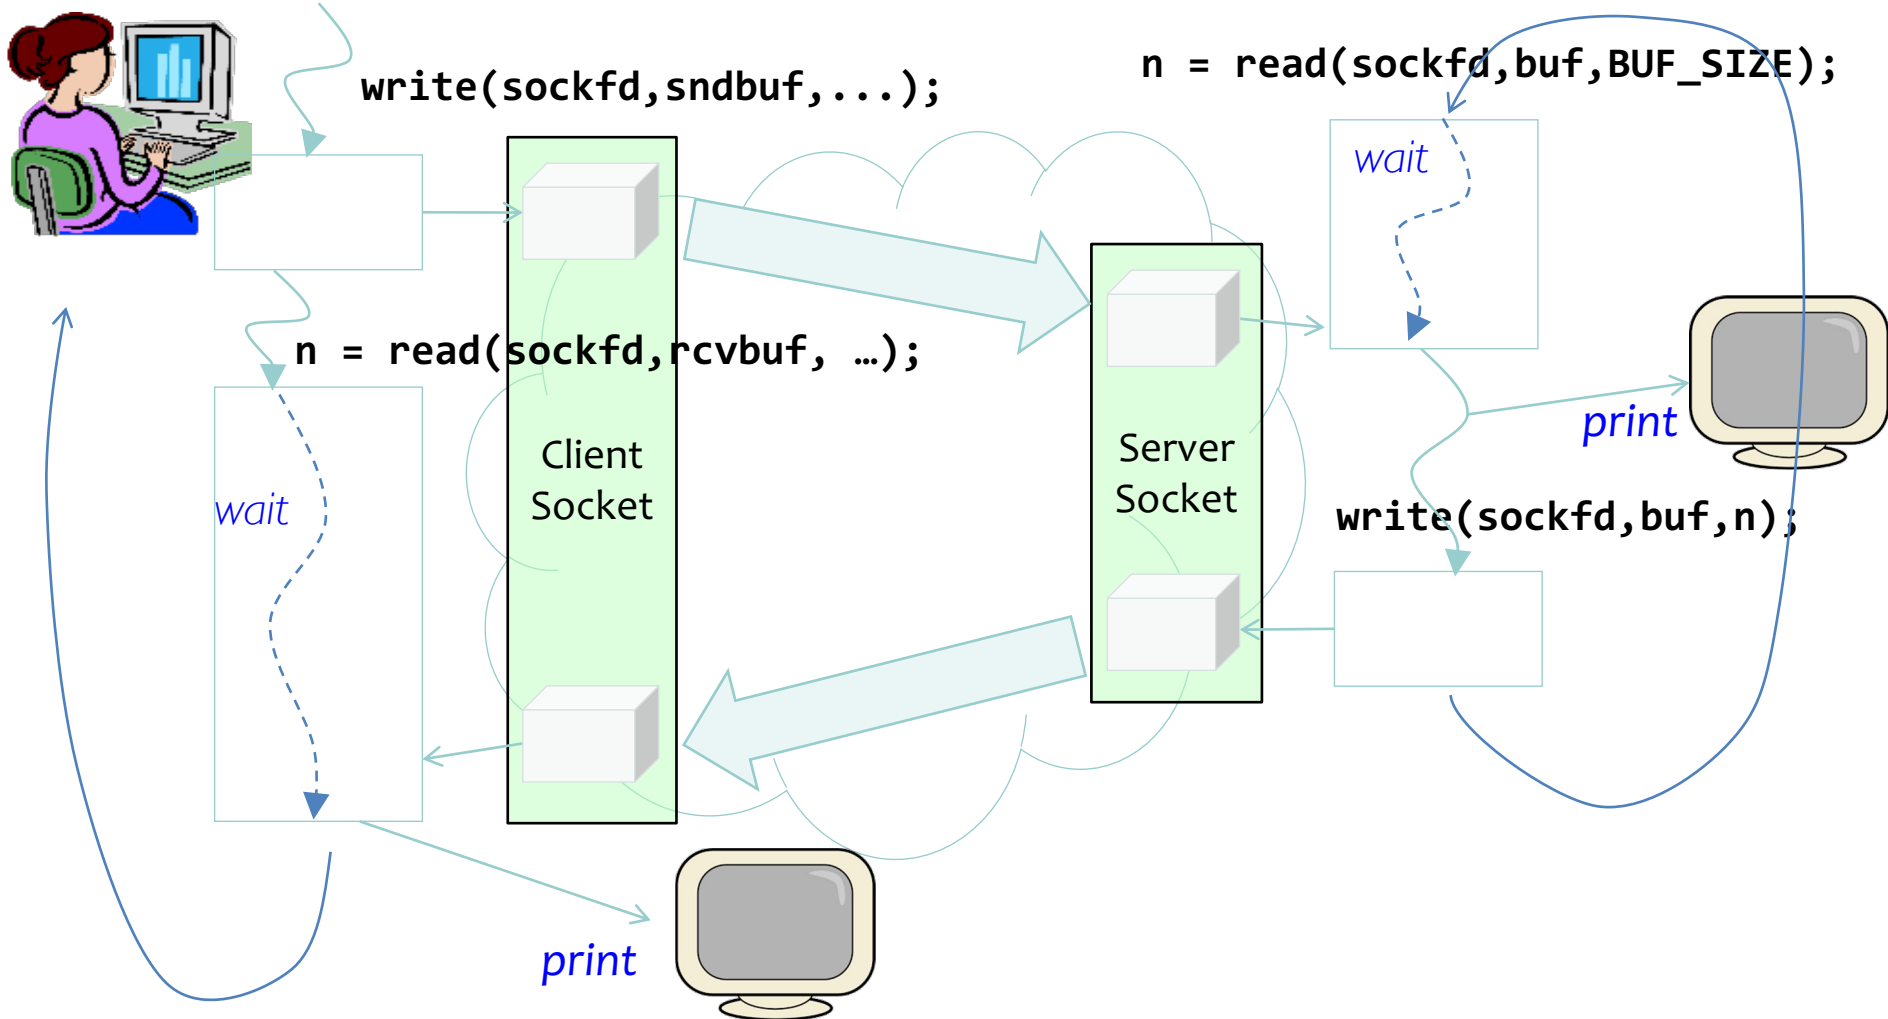 write(sockfd,sndbuf,...);
n = read(sockfd,buf,BUF_SIZE);
wait
n = read(sockfd,rcvbuf, …);
print
Client
Socket
Server
Socket
wait
write(sockfd,buf,n);
print